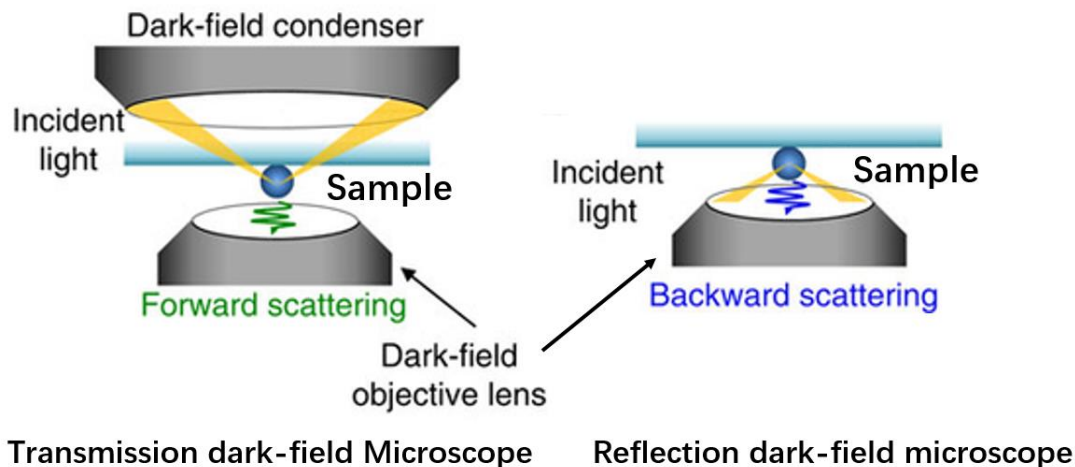 Dark-field condenser
Incident
light
Sample
Forward scattering
Incident
light
Sample
Backward scattering
Dark-field
objective lens
Transmission dark-field Microscope
Reflection dark-field microscope